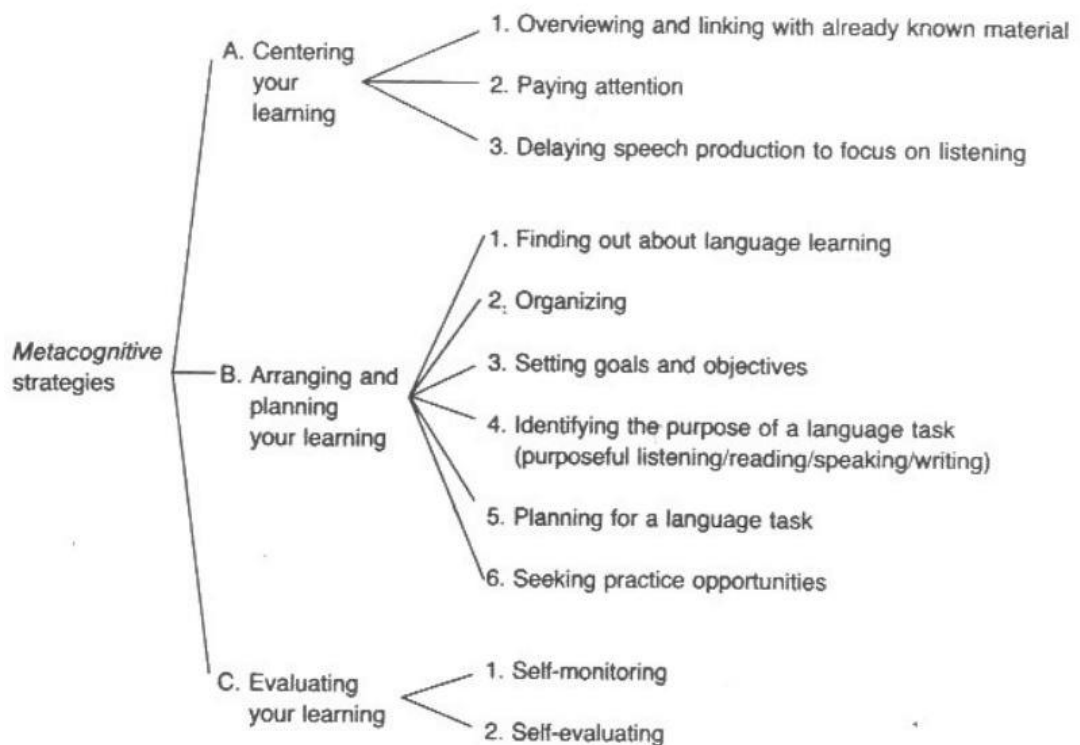 1. Overviewing and linking with already known material
A. Centering
your
learning
2. Paying attention
3. Delaying speech production to focus on listening
1. Finding out about language learning
2. Organizing
Metacognitive
strategies
B. Arranging and
planning
your learning
3. Setting goals and objectives
4. Identifying the purpose of a language task
(purposeful listening/reading/speaking/writing)
5. Planning for a language task
6. Seeking practice opportunities
C. Evaluating
your learning
1. Self-monitoring
2. Self-evaluating